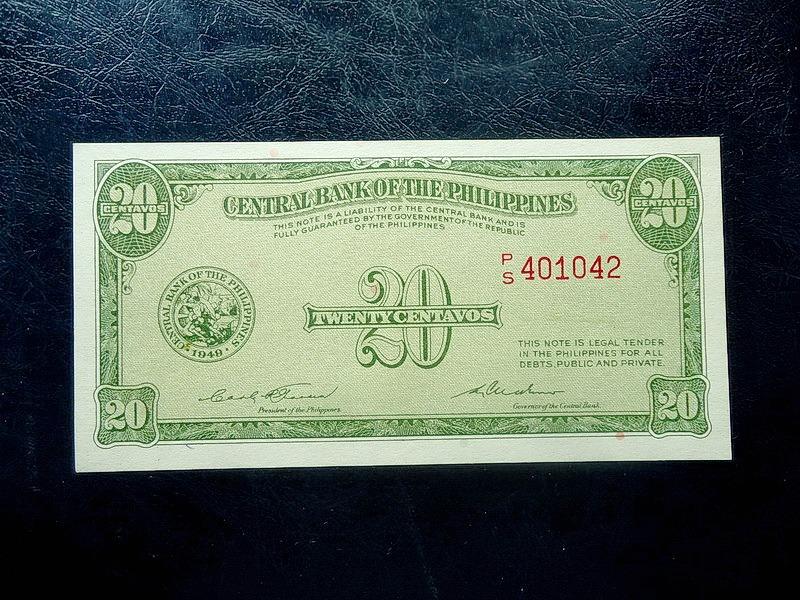 20
CENTAVOS
20
CENTAVOS
CENTRAL BANK OF THE PHILIPPINES
THIS NOTE IS A LIABILITY OF THE CENTRAL BANK AND IS
FULLY GUARANTEED BY THE GOVERNMENT OF THE REPUBLIC
OF THE PHILIPPINES
P/S 401042
CENTRAL BANK OF THE PHILIPPINES
• 1949 •
20
TWENTY CENTAVOS
THIS NOTE IS LEGAL TENDER
IN THE PHILIPPINES FOR ALL
DEBTS, PUBLIC AND PRIVATE.
President of the Philippines
Governor of the Central Bank.
20
20